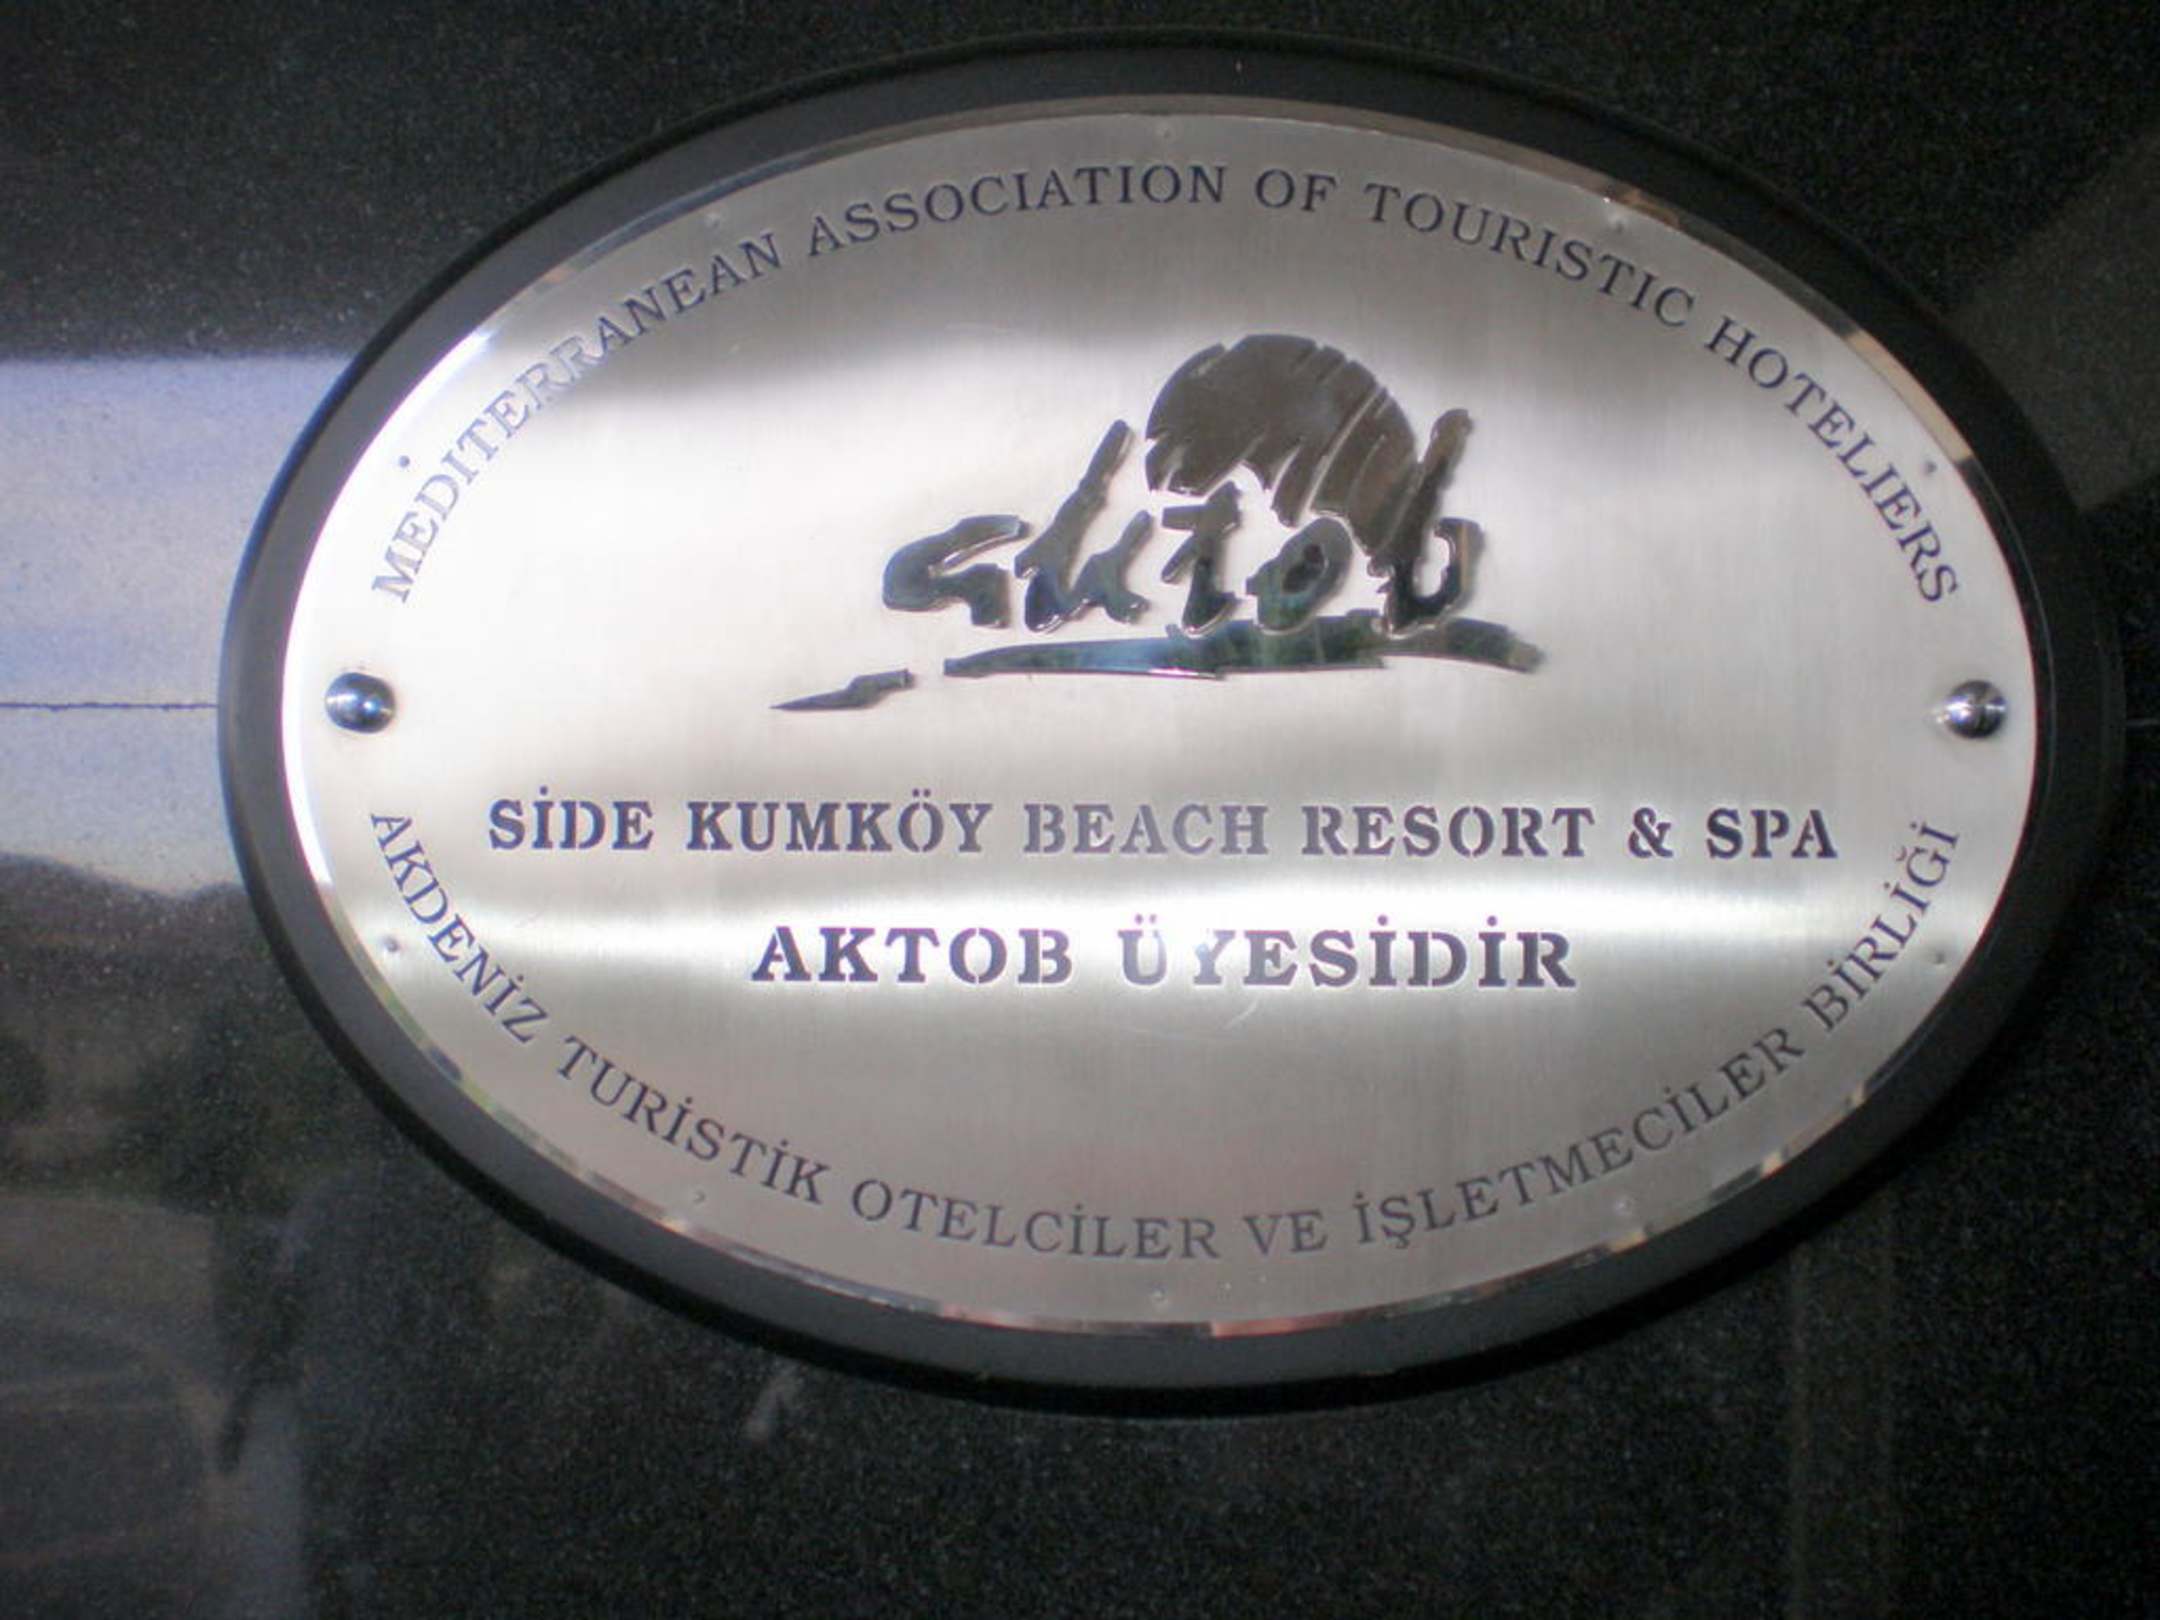 MEDITERRANEAN ASSOCIATION OF TOURISTIC HOTELIERS
aktob
SİDE KUMKÖY BEACH RESORT & SPA
AKTOB ÜYESİDİR
AKDENİZ TURİSTİK OTELCİLER VE İŞLETMECİLER BİRLİĞİ